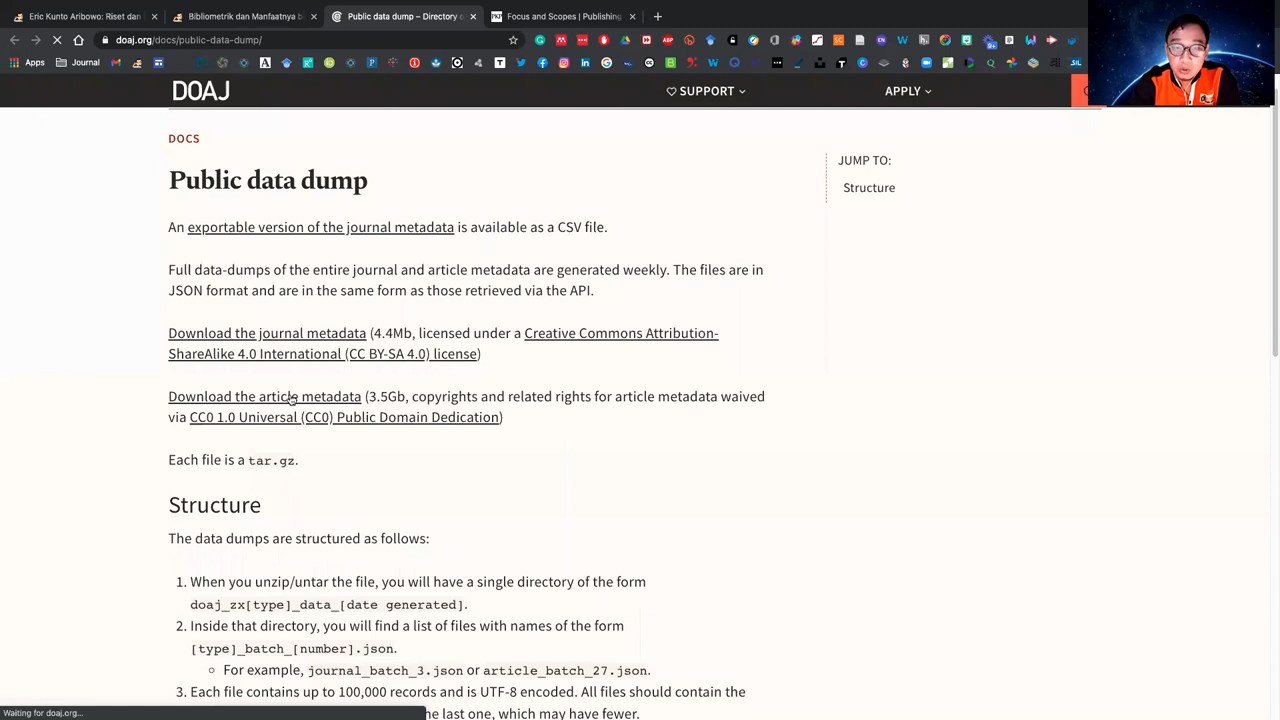 Eric Kunto Aribowo: Riset dan
Bibliometrik dan Manfaatnya b
Public data dump – Directory o
Focus and Scopes | Publishing
doaj.org/docs/public-data-dump/
Apps
Journal
DOAJ
SUPPORT
APPLY
DOCS
Public data dump
JUMP TO:
Structure
An exportable version of the journal metadata is available as a CSV file.
Full data-dumps of the entire journal and article metadata are generated weekly. The files are in
JSON format and are in the same form as those retrieved via the API.
Download the journal metadata (4.4Mb, licensed under a Creative Commons Attribution-
ShareAlike 4.0 International (CC BY-SA 4.0) license)
Download the article metadata (3.5Gb, copyrights and related rights for article metadata waived
via CC0 1.0 Universal (CC0) Public Domain Dedication)
Each file is a tar.gz.
Structure
The data dumps are structured as follows:
1. When you unzip/untar the file, you will have a single directory of the form
doaj_zx[type]_data_[date generated].
2. Inside that directory, you will find a list of files with names of the form
[type]_batch_[number].json.
For example, journal_batch_3.json or article_batch_27.json.
3. Each file contains up to 100,000 records and is UTF-8 encoded. All files should contain the
the last one, which may have fewer.
Waiting for doaj.org...